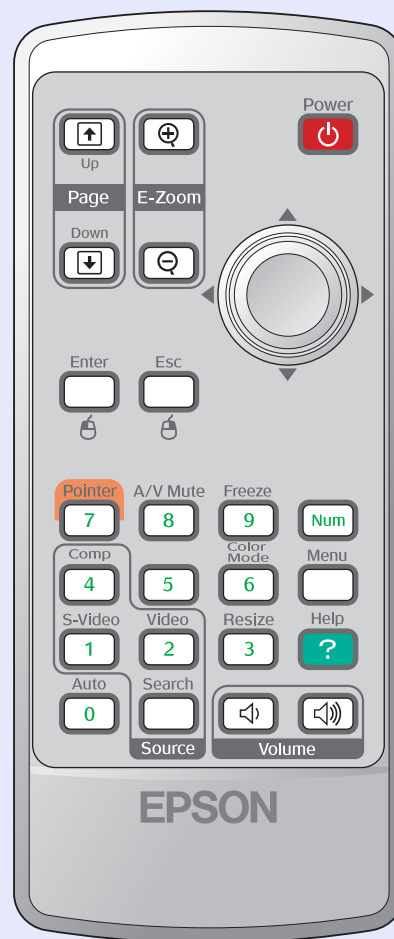 Power
Up
Page
E-Zoom
Down
Enter
Esc
Pointer
A/V Mute
Freeze
7
8
9
Num
Comp
Color
Mode
Menu
4
5
6
S-Video
Video
Resize
Help
1
2
3
?
Auto
Search
0
Source
Volume
EPSON